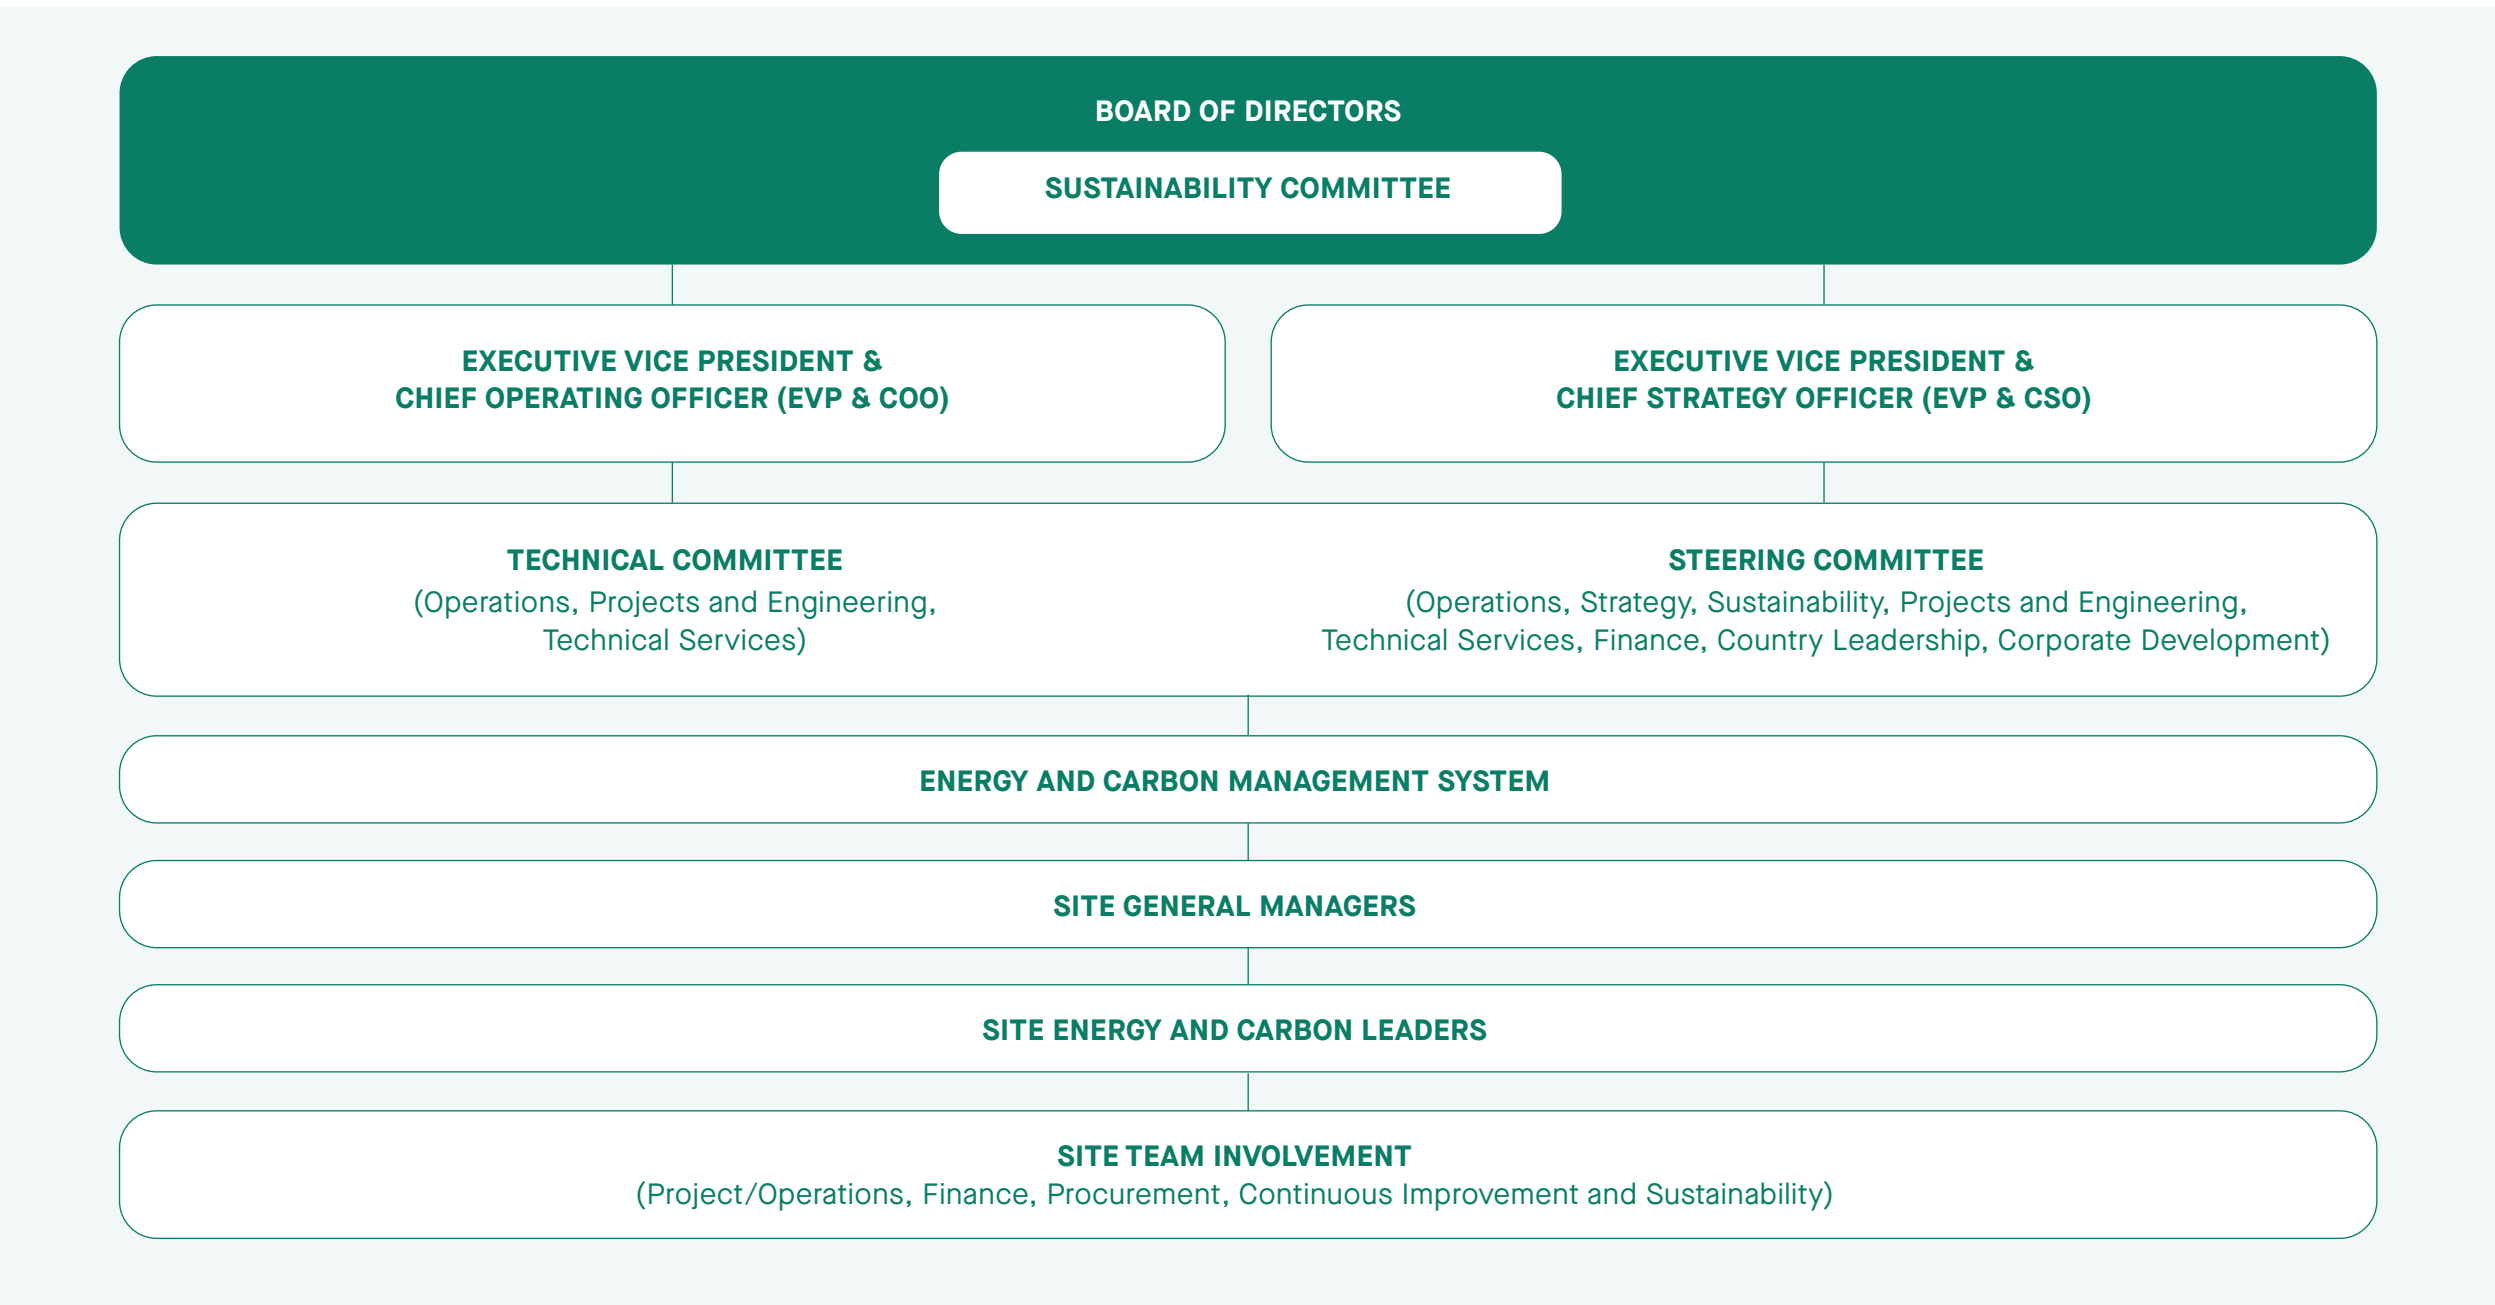 BOARD OF DIRECTORS
SUSTAINABILITY COMMITTEE
EXECUTIVE VICE PRESIDENT &
CHIEF OPERATING OFFICER (EVP & COO)
EXECUTIVE VICE PRESIDENT &
CHIEF STRATEGY OFFICER (EVP & CSO)
TECHNICAL COMMITTEE
(Operations, Projects and Engineering,
Technical Services)
STEERING COMMITTEE
(Operations, Strategy, Sustainability, Projects and Engineering,
Technical Services, Finance, Country Leadership, Corporate Development)
ENERGY AND CARBON MANAGEMENT SYSTEM
SITE GENERAL MANAGERS
SITE ENERGY AND CARBON LEADERS
SITE TEAM INVOLVEMENT
(Project/Operations, Finance, Procurement, Continuous Improvement and Sustainability)